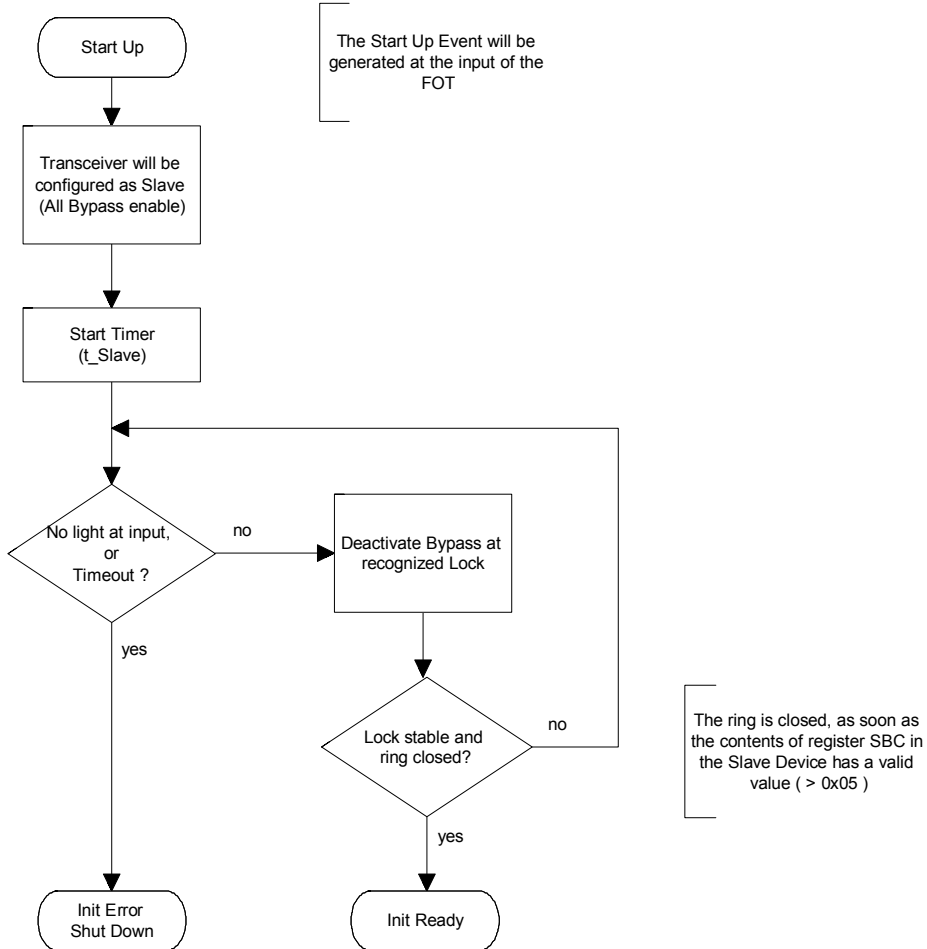 Start Up
The Start Up Event will be
generated at the input of the
FOT
Transceiver will be
configured as Slave
(All Bypass enable)
Start Timer
(t_Slave)
No light at input,
or
Timeout ?
no
Deactivate Bypass at
recognized Lock
yes
Lock stable and
ring closed?
no
The ring is closed, as soon as
the contents of register SBC in
the Slave Device has a valid
value ( > 0x05 )
yes
Init Error
Shut Down
Init Ready